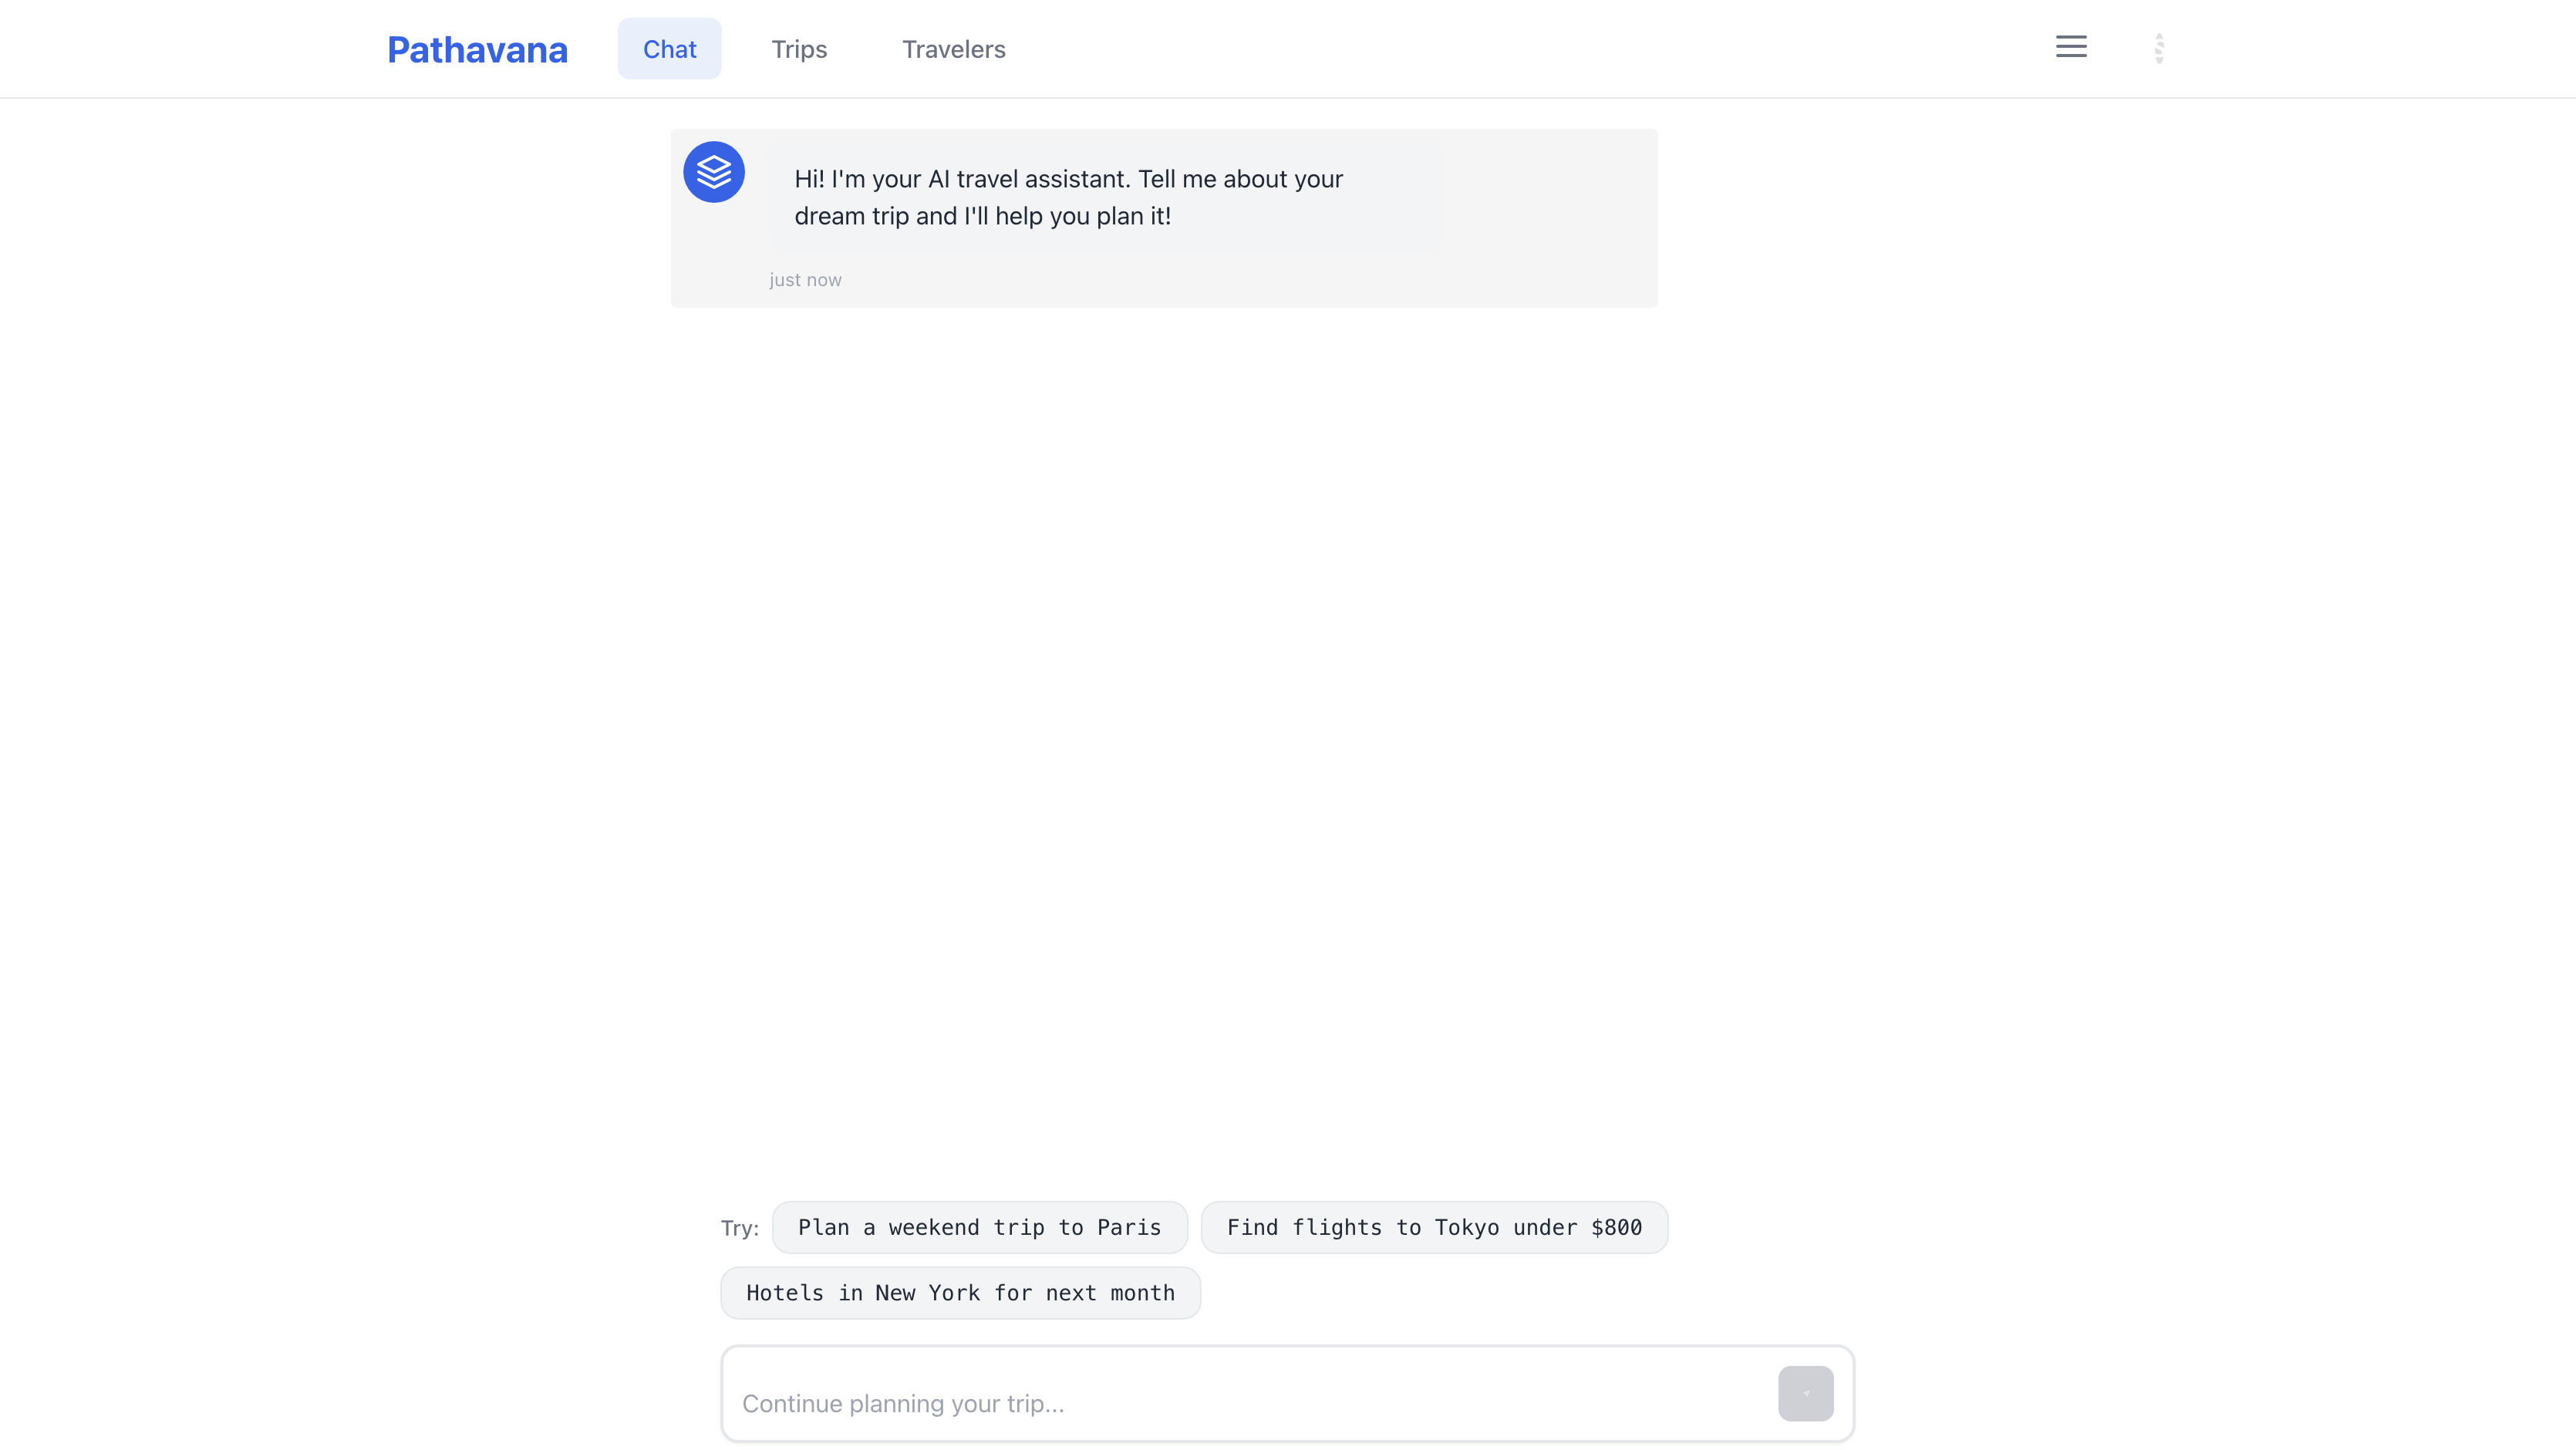 Pathavana
Chat
Trips
Travelers
Hi! I'm your AI travel assistant. Tell me about your
dream trip and I'll help you plan it!
just now
Try:
Plan a weekend trip to Paris
Find flights to Tokyo under $800
Hotels in New York for next month
Continue planning your trip...